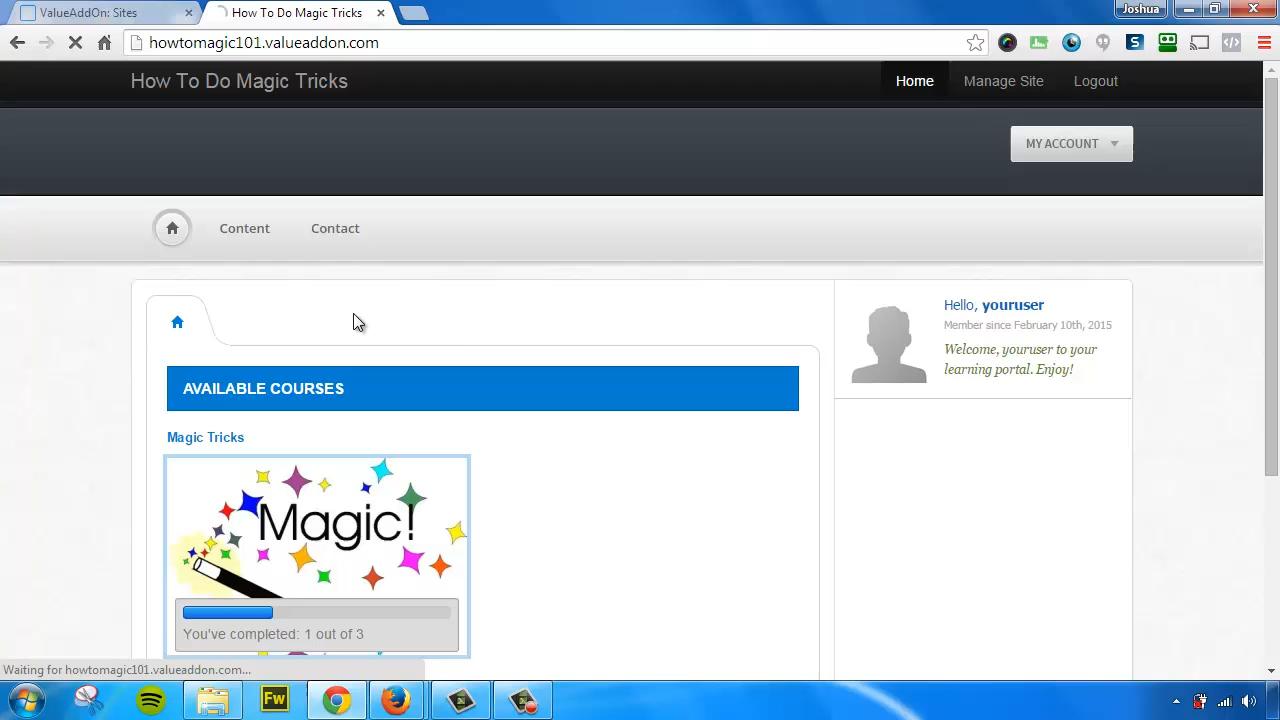 ValueAddOn: Sites
How To Do Magic Tricks
Joshua
howtomagic101.valueaddon.com
How To Do Magic Tricks
Home
Manage Site
Logout
MY ACCOUNT
Content
Contact
Hello, youruser
Member since February 10th, 2015
Welcome, youruser to your
learning portal. Enjoy!
AVAILABLE COURSES
Magic Tricks
Magic!
You've completed: 1 out of 3
Waiting for howtomagic101.valueaddon.com...
Fw